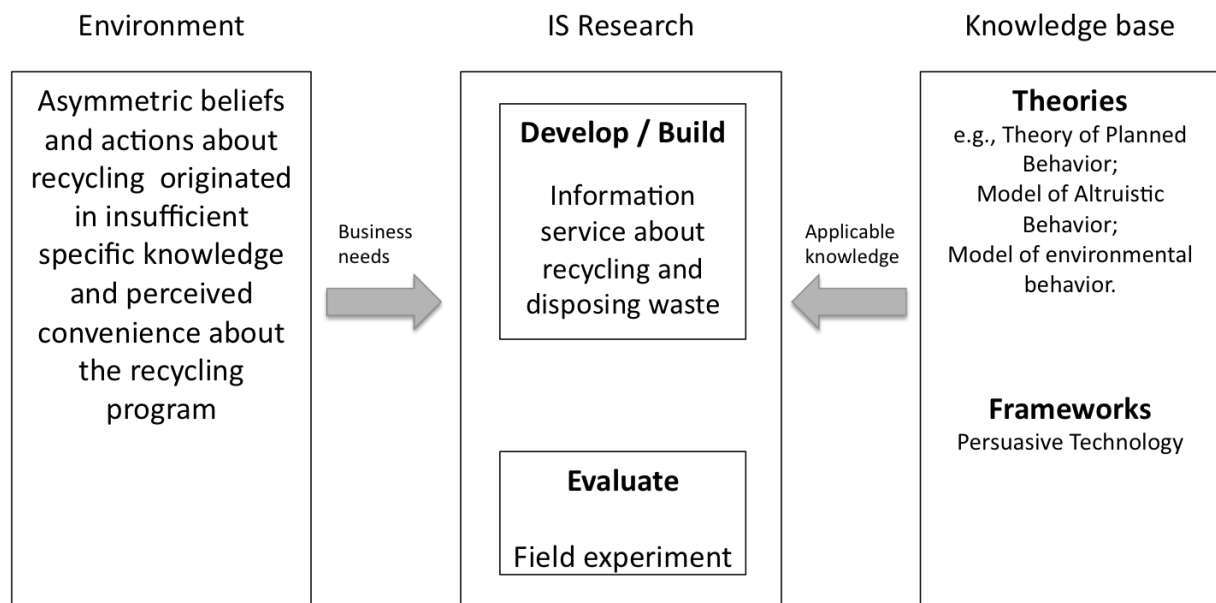 Environment
Asymmetric beliefs
and actions about
recycling originated
in insufficient
specific knowledge
and perceived
convenience about
the recycling
program
Business
needs
IS Research
Develop / Build
Information
service about
recycling and
disposing waste
Evaluate
Field experiment
Applicable
knowledge
Knowledge base
Theories
e.g., Theory of Planned
Behavior;
Model of Altruistic
Behavior;
Model of environmental
behavior.
Frameworks
Persuasive Technology